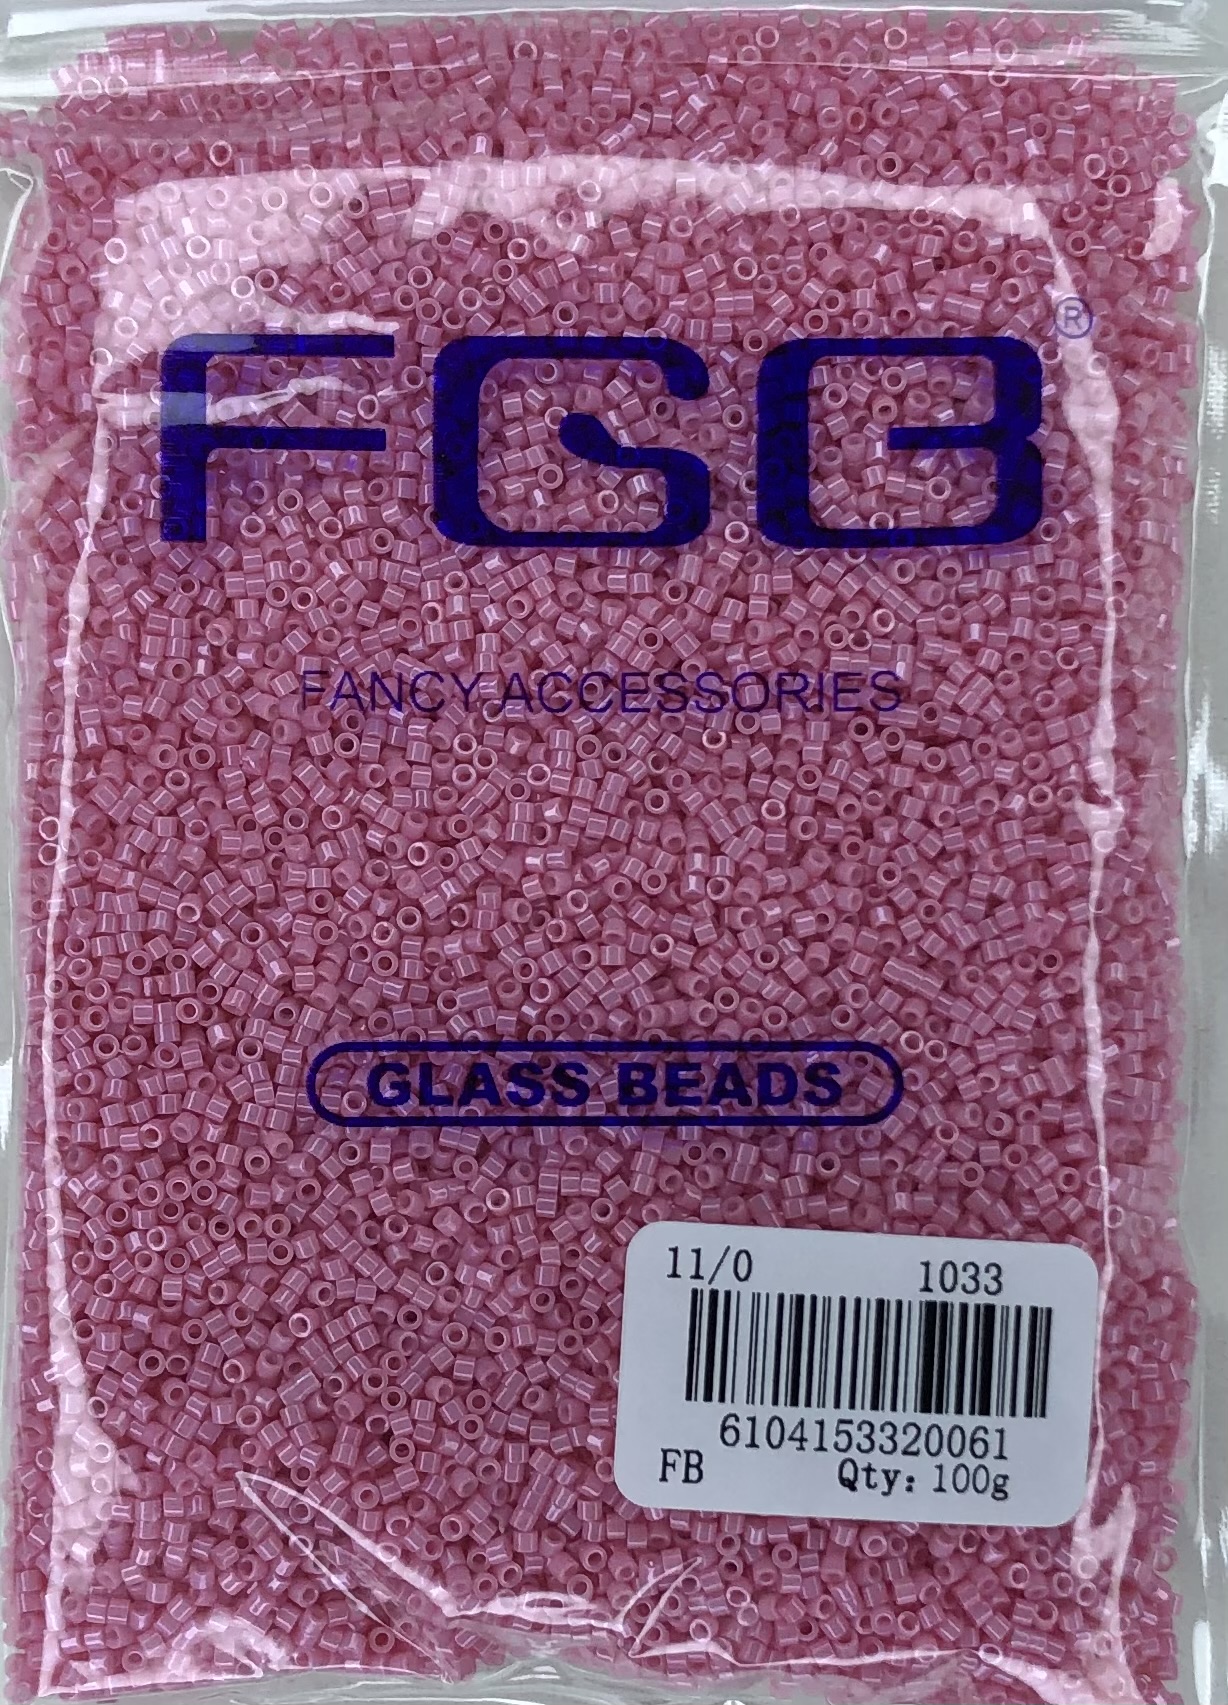 FGB®
FANCY ACCESSORIES
GLASS BEADS
11/0 1033
6104153320061
FB Qty: 100g